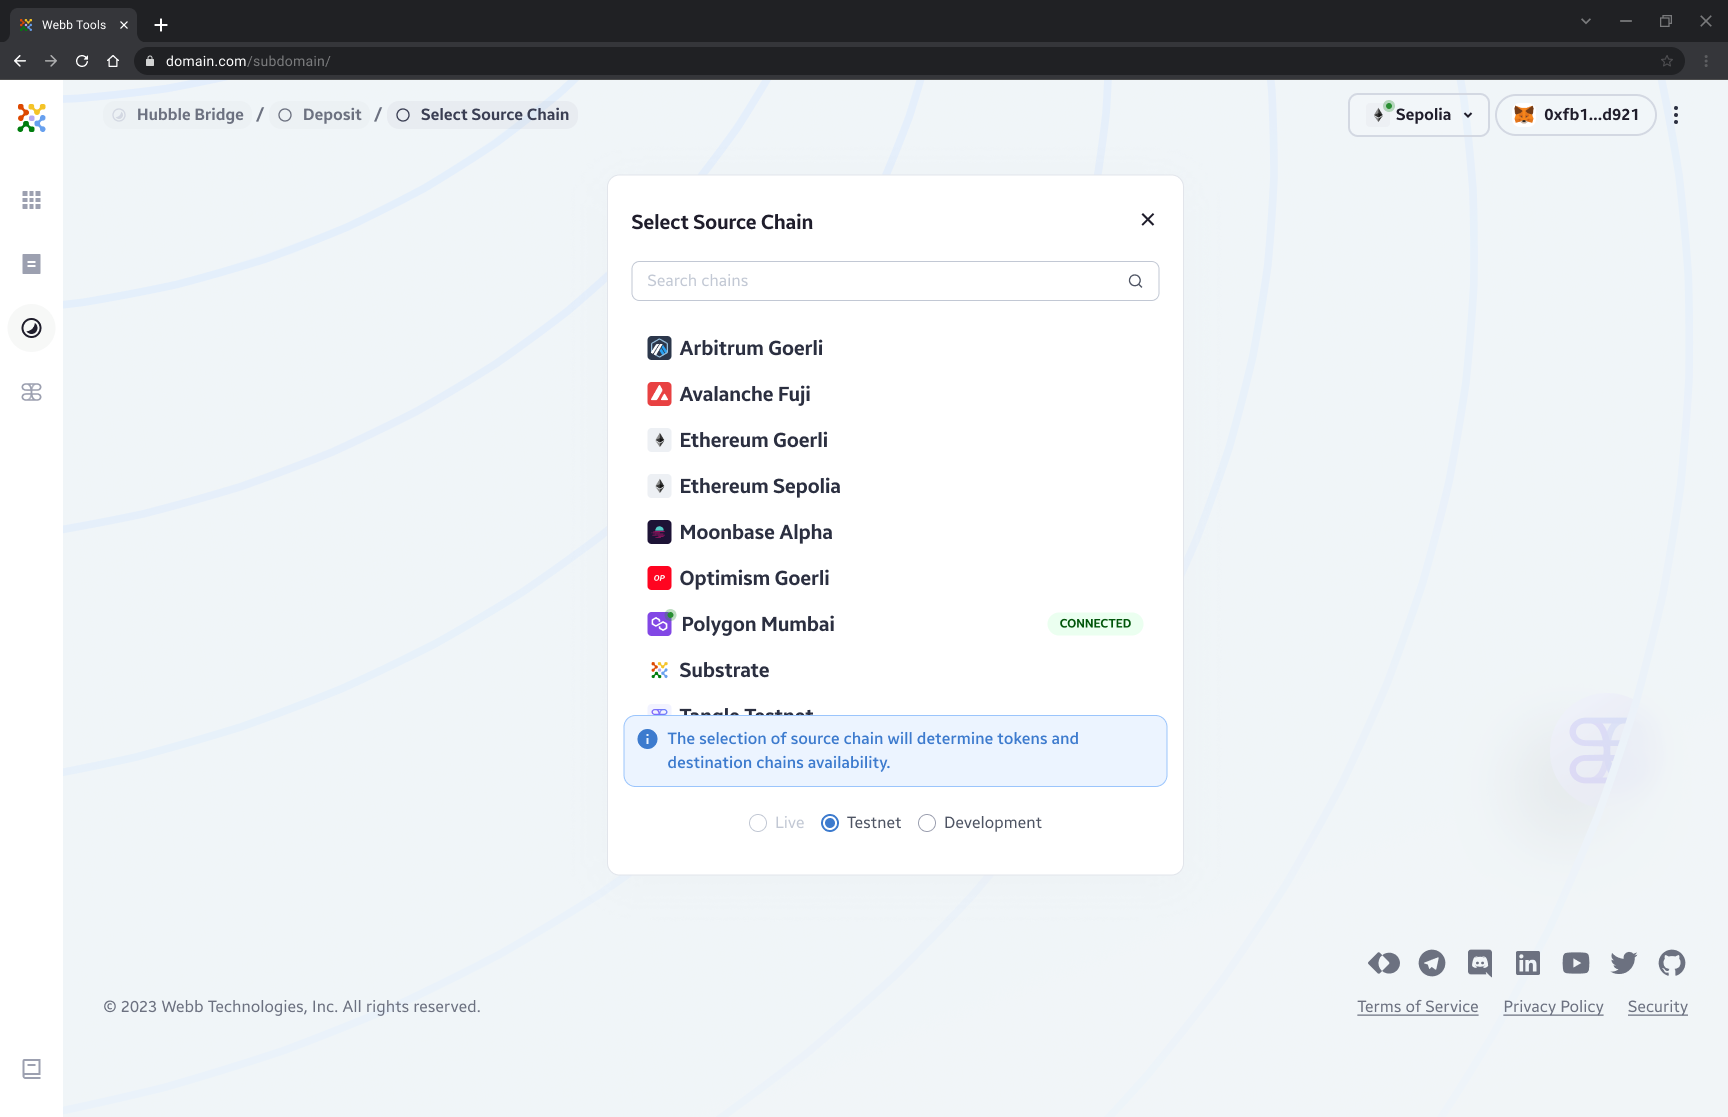 Webb Tools
domain.com/subdomain/
Hubble Bridge / Deposit / Select Source Chain
Sepolia
0xfb1...d921
Select Source Chain
Search chains
Arbitrum Goerli
Avalanche Fuji
Ethereum Goerli
Ethereum Sepolia
Moonbase Alpha
OP Optimism Goerli
Polygon Mumbai CONNECTED
Substrate
Tangle Testnet
The selection of source chain will determine tokens and
destination chains availability.
Live Testnet Development
© 2023 Webb Technologies, Inc. All rights reserved.
Terms of Service Privacy Policy Security